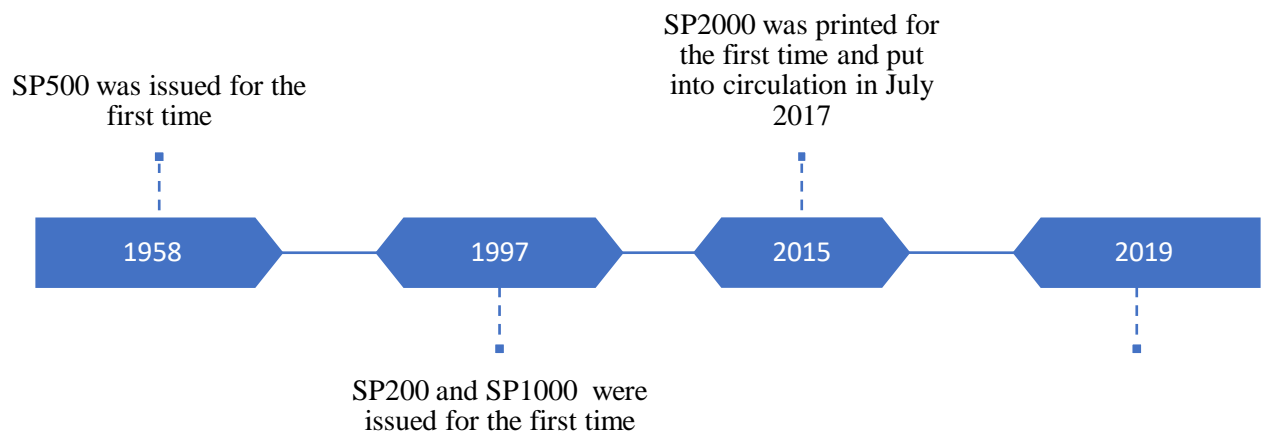 SP2000 was printed for
the first time and put
into circulation in July
2017
SP500 was issued for the
first time
1958
1997
2015
2019
SP200 and SP1000 were
issued for the first time